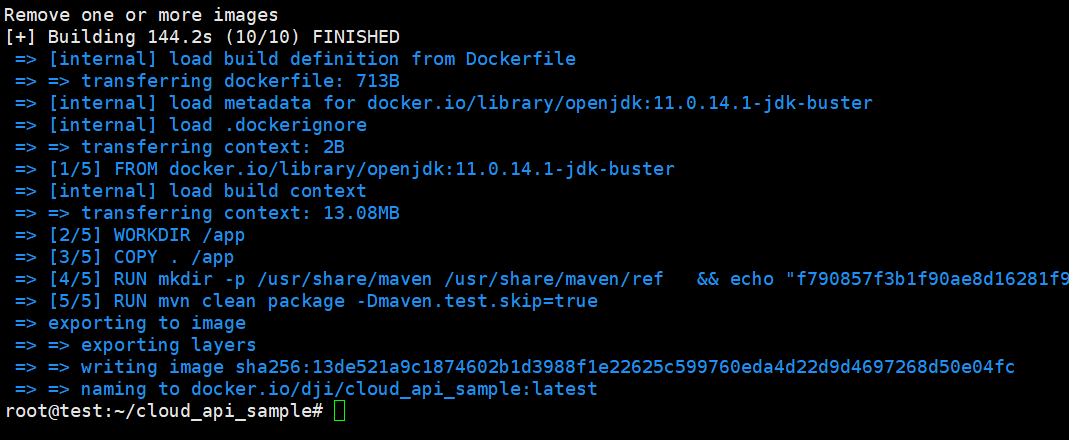 Remove one or more images
[+] Building 144.2s (10/10) FINISHED
=> [internal] load build definition from Dockerfile
=> => transferring dockerfile: 713B
=> [internal] load metadata for docker.io/library/openjdk:11.0.14.1-jdk-buster
=> [internal] load .dockerignore
=> => transferring context: 2B
=> [1/5] FROM docker.io/library/openjdk:11.0.14.1-jdk-buster
=> [internal] load build context
=> => transferring context: 13.08MB
=> [2/5] WORKDIR /app
=> [3/5] COPY . /app
=> [4/5] RUN mkdir -p /usr/share/maven /usr/share/maven/ref   && echo "f790857f3b1f90ae8d16281f9
=> [5/5] RUN mvn clean package -Dmaven.test.skip=true
=> exporting to image
=> => exporting layers
=> => writing image sha256:13de521a9c1874602b1d3988f1e22625c599760eda4d22d9d4697268d50e04fc
=> => naming to docker.io/dji/cloud_api_sample:latest
root@test:~/cloud_api_sample#